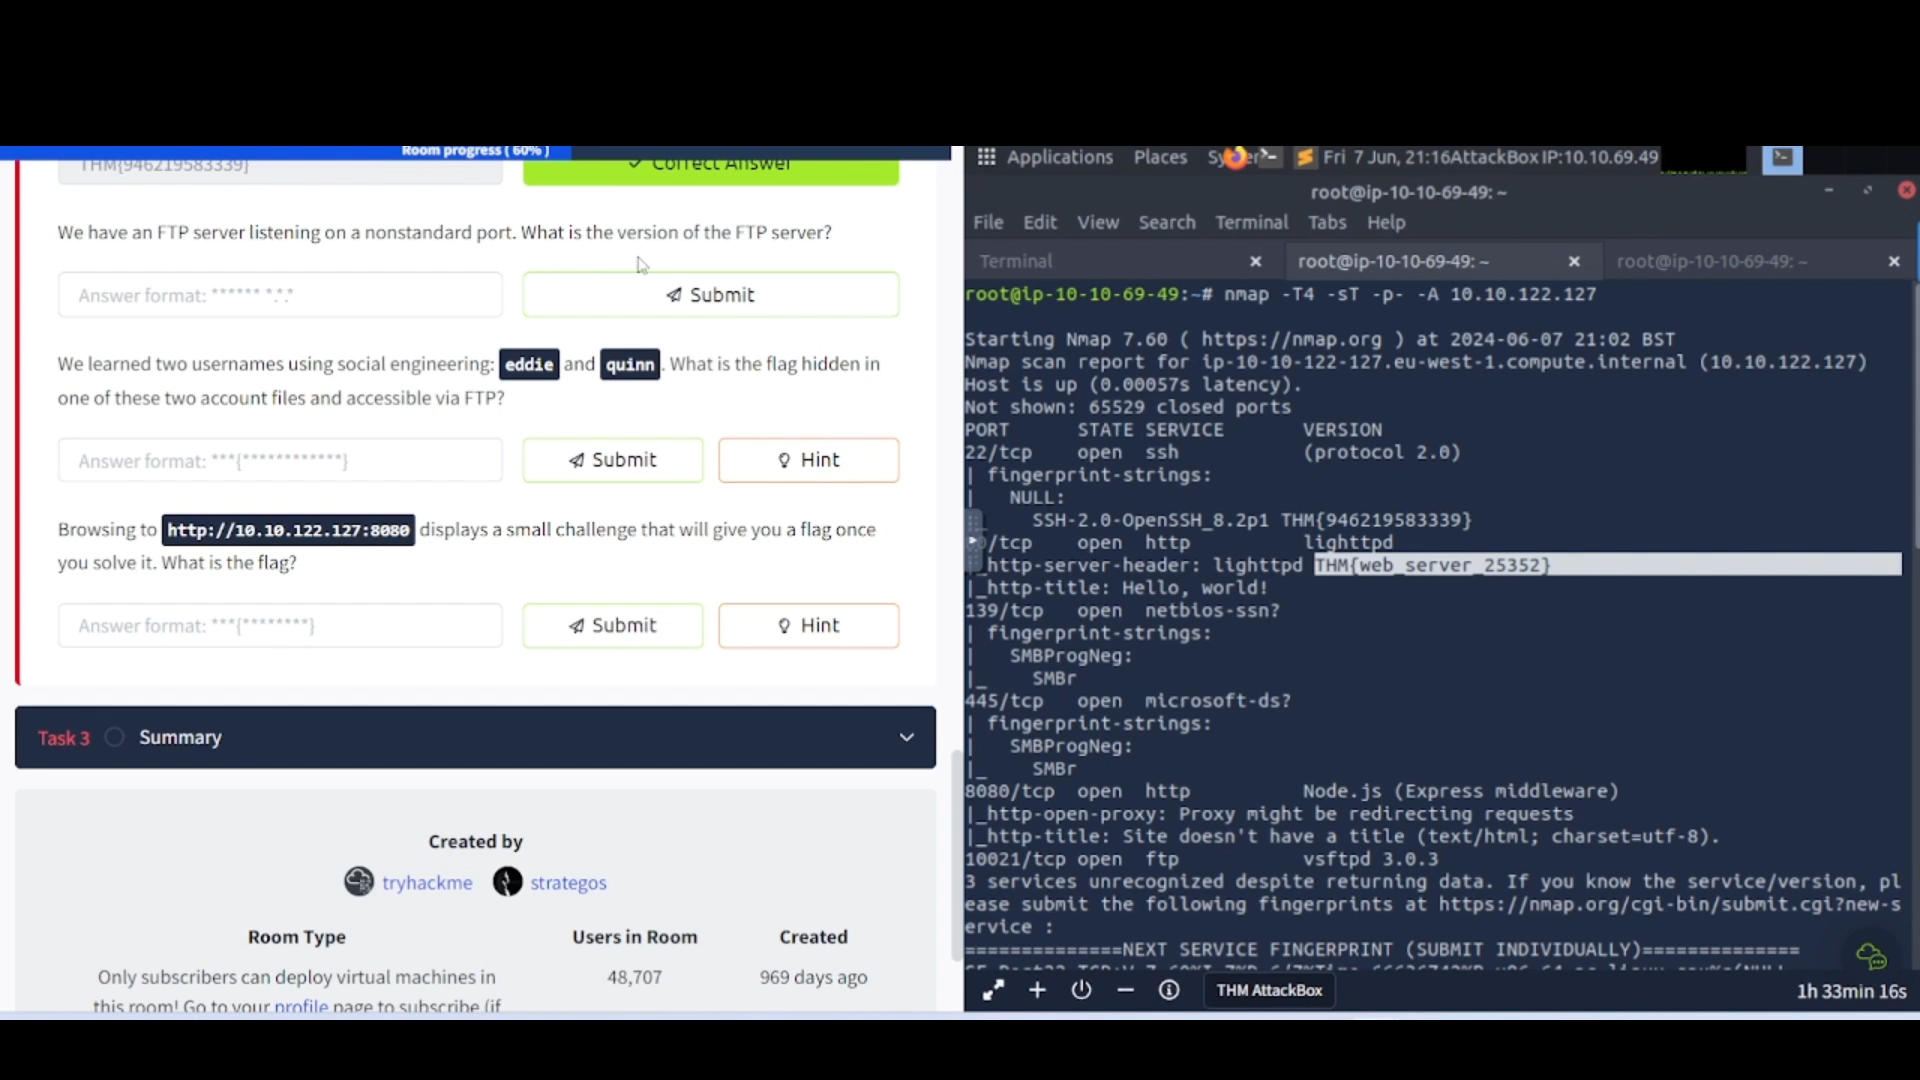 Room progress ( 60% )
THM{946219583339}
Correct Answer
We have an FTP server listening on a nonstandard port. What is the version of the FTP server?
Answer format: ****** *.*.*
Submit
We learned two usernames using social engineering: eddie and quinn. What is the flag hidden in
one of these two account files and accessible via FTP?
Answer format: ***{************}
Submit
Hint
Browsing to http://10.10.122.127:8080 displays a small challenge that will give you a flag once
you solve it. What is the flag?
Answer format: ***{********}
Submit
Hint
Task 3 Summary
Created by
tryhackme strategos
Room Type Users in Room Created
Only subscribers can deploy virtual machines in 48,707 969 days ago
this room! Go to your profile page to subscribe (if
Applications Places Fri 7 Jun, 21:16 AttackBox IP:10.10.69.49
root@ip-10-10-69-49: ~
File Edit View Search Terminal Tabs Help
Terminal × root@ip-10-10-69-49: ~ × root@ip-10-10-69-49: ~ ×
root@ip-10-10-69-49:~# nmap -T4 -sT -p- -A 10.10.122.127
Starting Nmap 7.60 ( https://nmap.org ) at 2024-06-07 21:02 BST
Nmap scan report for ip-10-10-122-127.eu-west-1.compute.internal (10.10.122.127)
Host is up (0.00057s latency).
Not shown: 65529 closed ports
PORT STATE SERVICE VERSION
22/tcp open ssh (protocol 2.0)
| fingerprint-strings:
| NULL:
SSH-2.0-OpenSSH_8.2p1 THM{946219583339}
/tcp open http lighttpd
_http-server-header: lighttpd THM{web_server_25352}
|_http-title: Hello, world!
139/tcp open netbios-ssn?
| fingerprint-strings:
| SMBProgNeg:
|_ SMBr
445/tcp open microsoft-ds?
| fingerprint-strings:
| SMBProgNeg:
|_ SMBr
8080/tcp open http Node.js (Express middleware)
|_http-open-proxy: Proxy might be redirecting requests
|_http-title: Site doesn't have a title (text/html; charset=utf-8).
10021/tcp open ftp vsftpd 3.0.3
3 services unrecognized despite returning data. If you know the service/version, pl
ease submit the following fingerprints at https://nmap.org/cgi-bin/submit.cgi?new-s
ervice :
==============NEXT SERVICE FINGERPRINT (SUBMIT INDIVIDUALLY)==============
THM AttackBox
1h 33min 16s